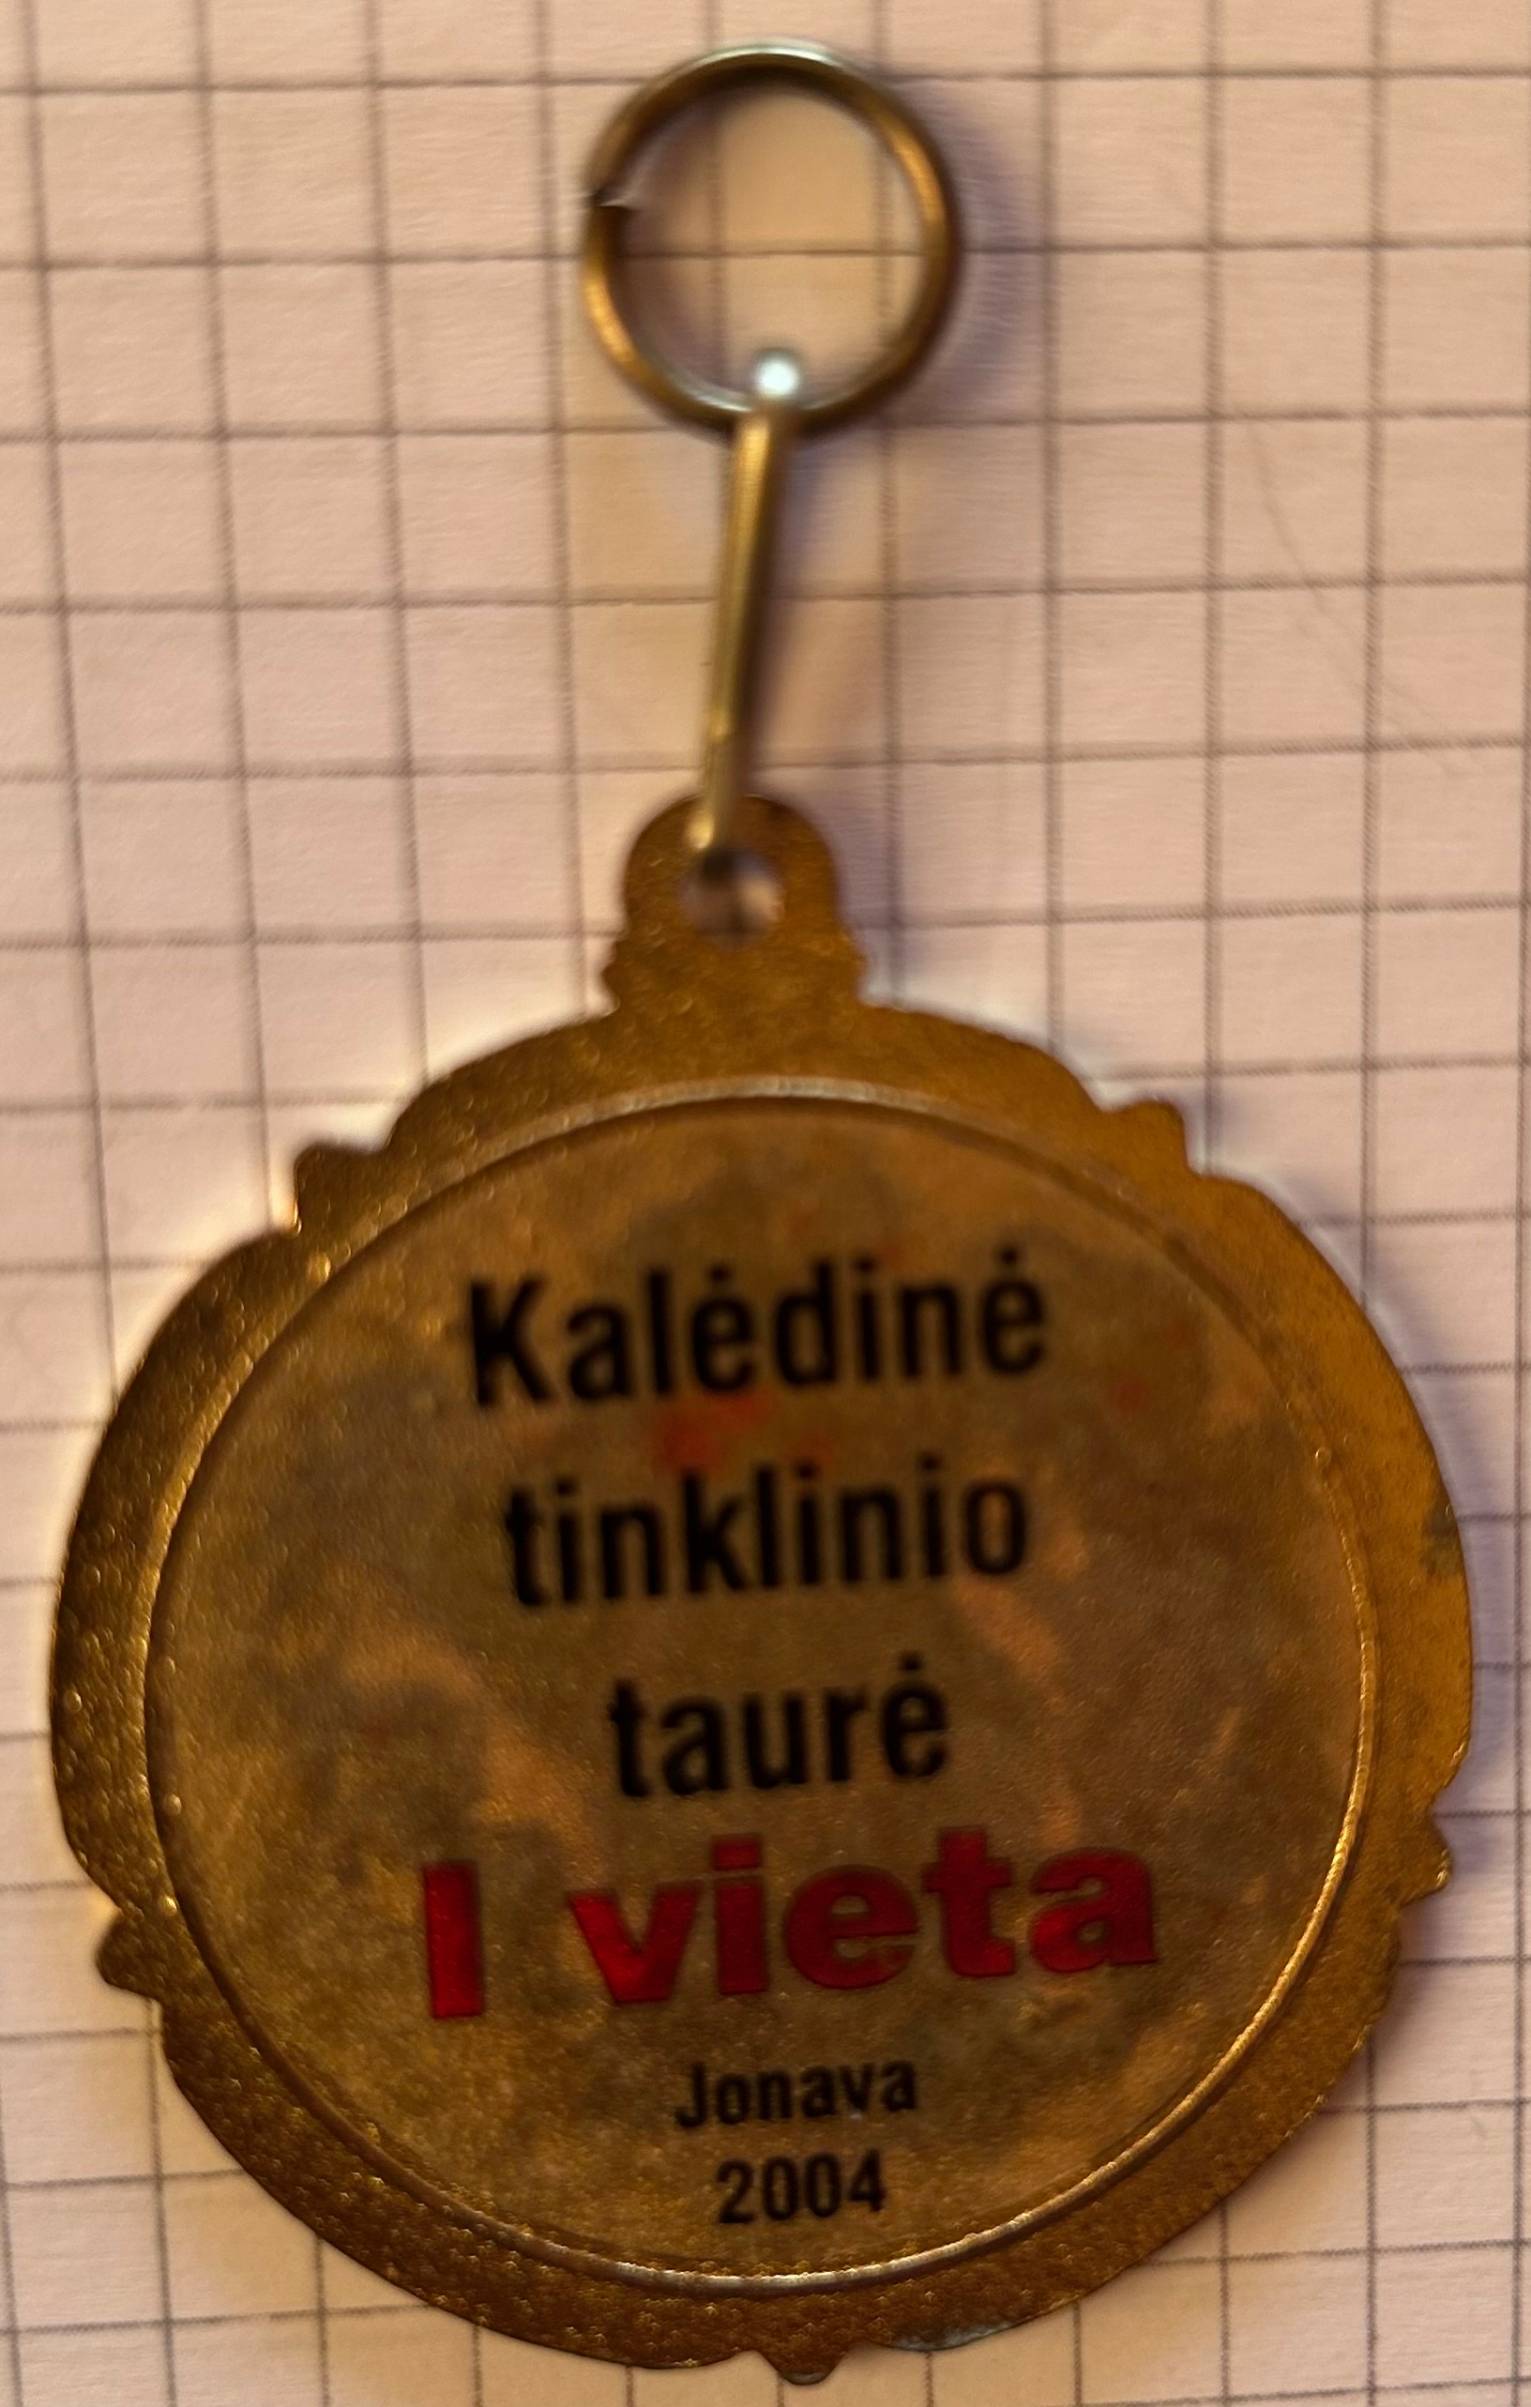 Kalėdinė
tinklinio
taurė
I vieta
Jonava
2004